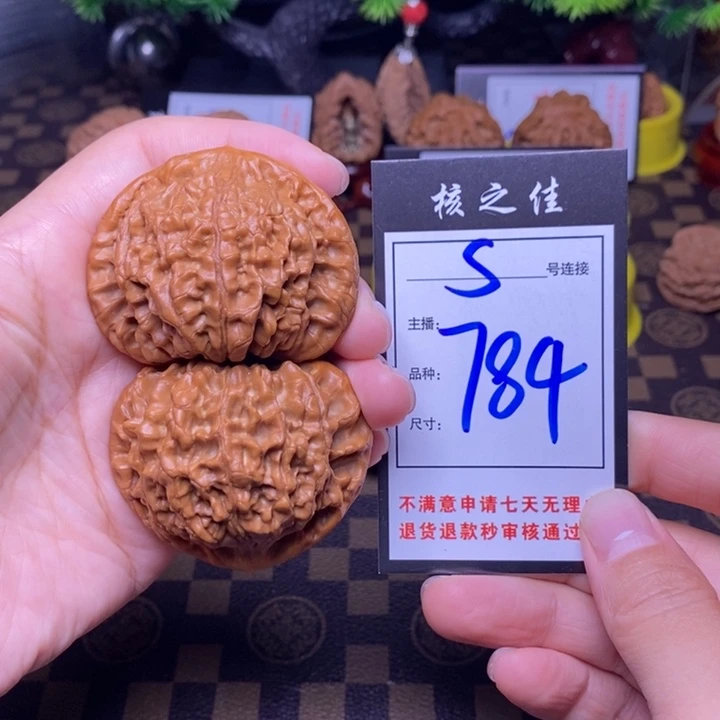 核之佳
S 号连接
主播：
784
品种：
尺寸：
不满意申请七天无理
退货退款秒审核通过